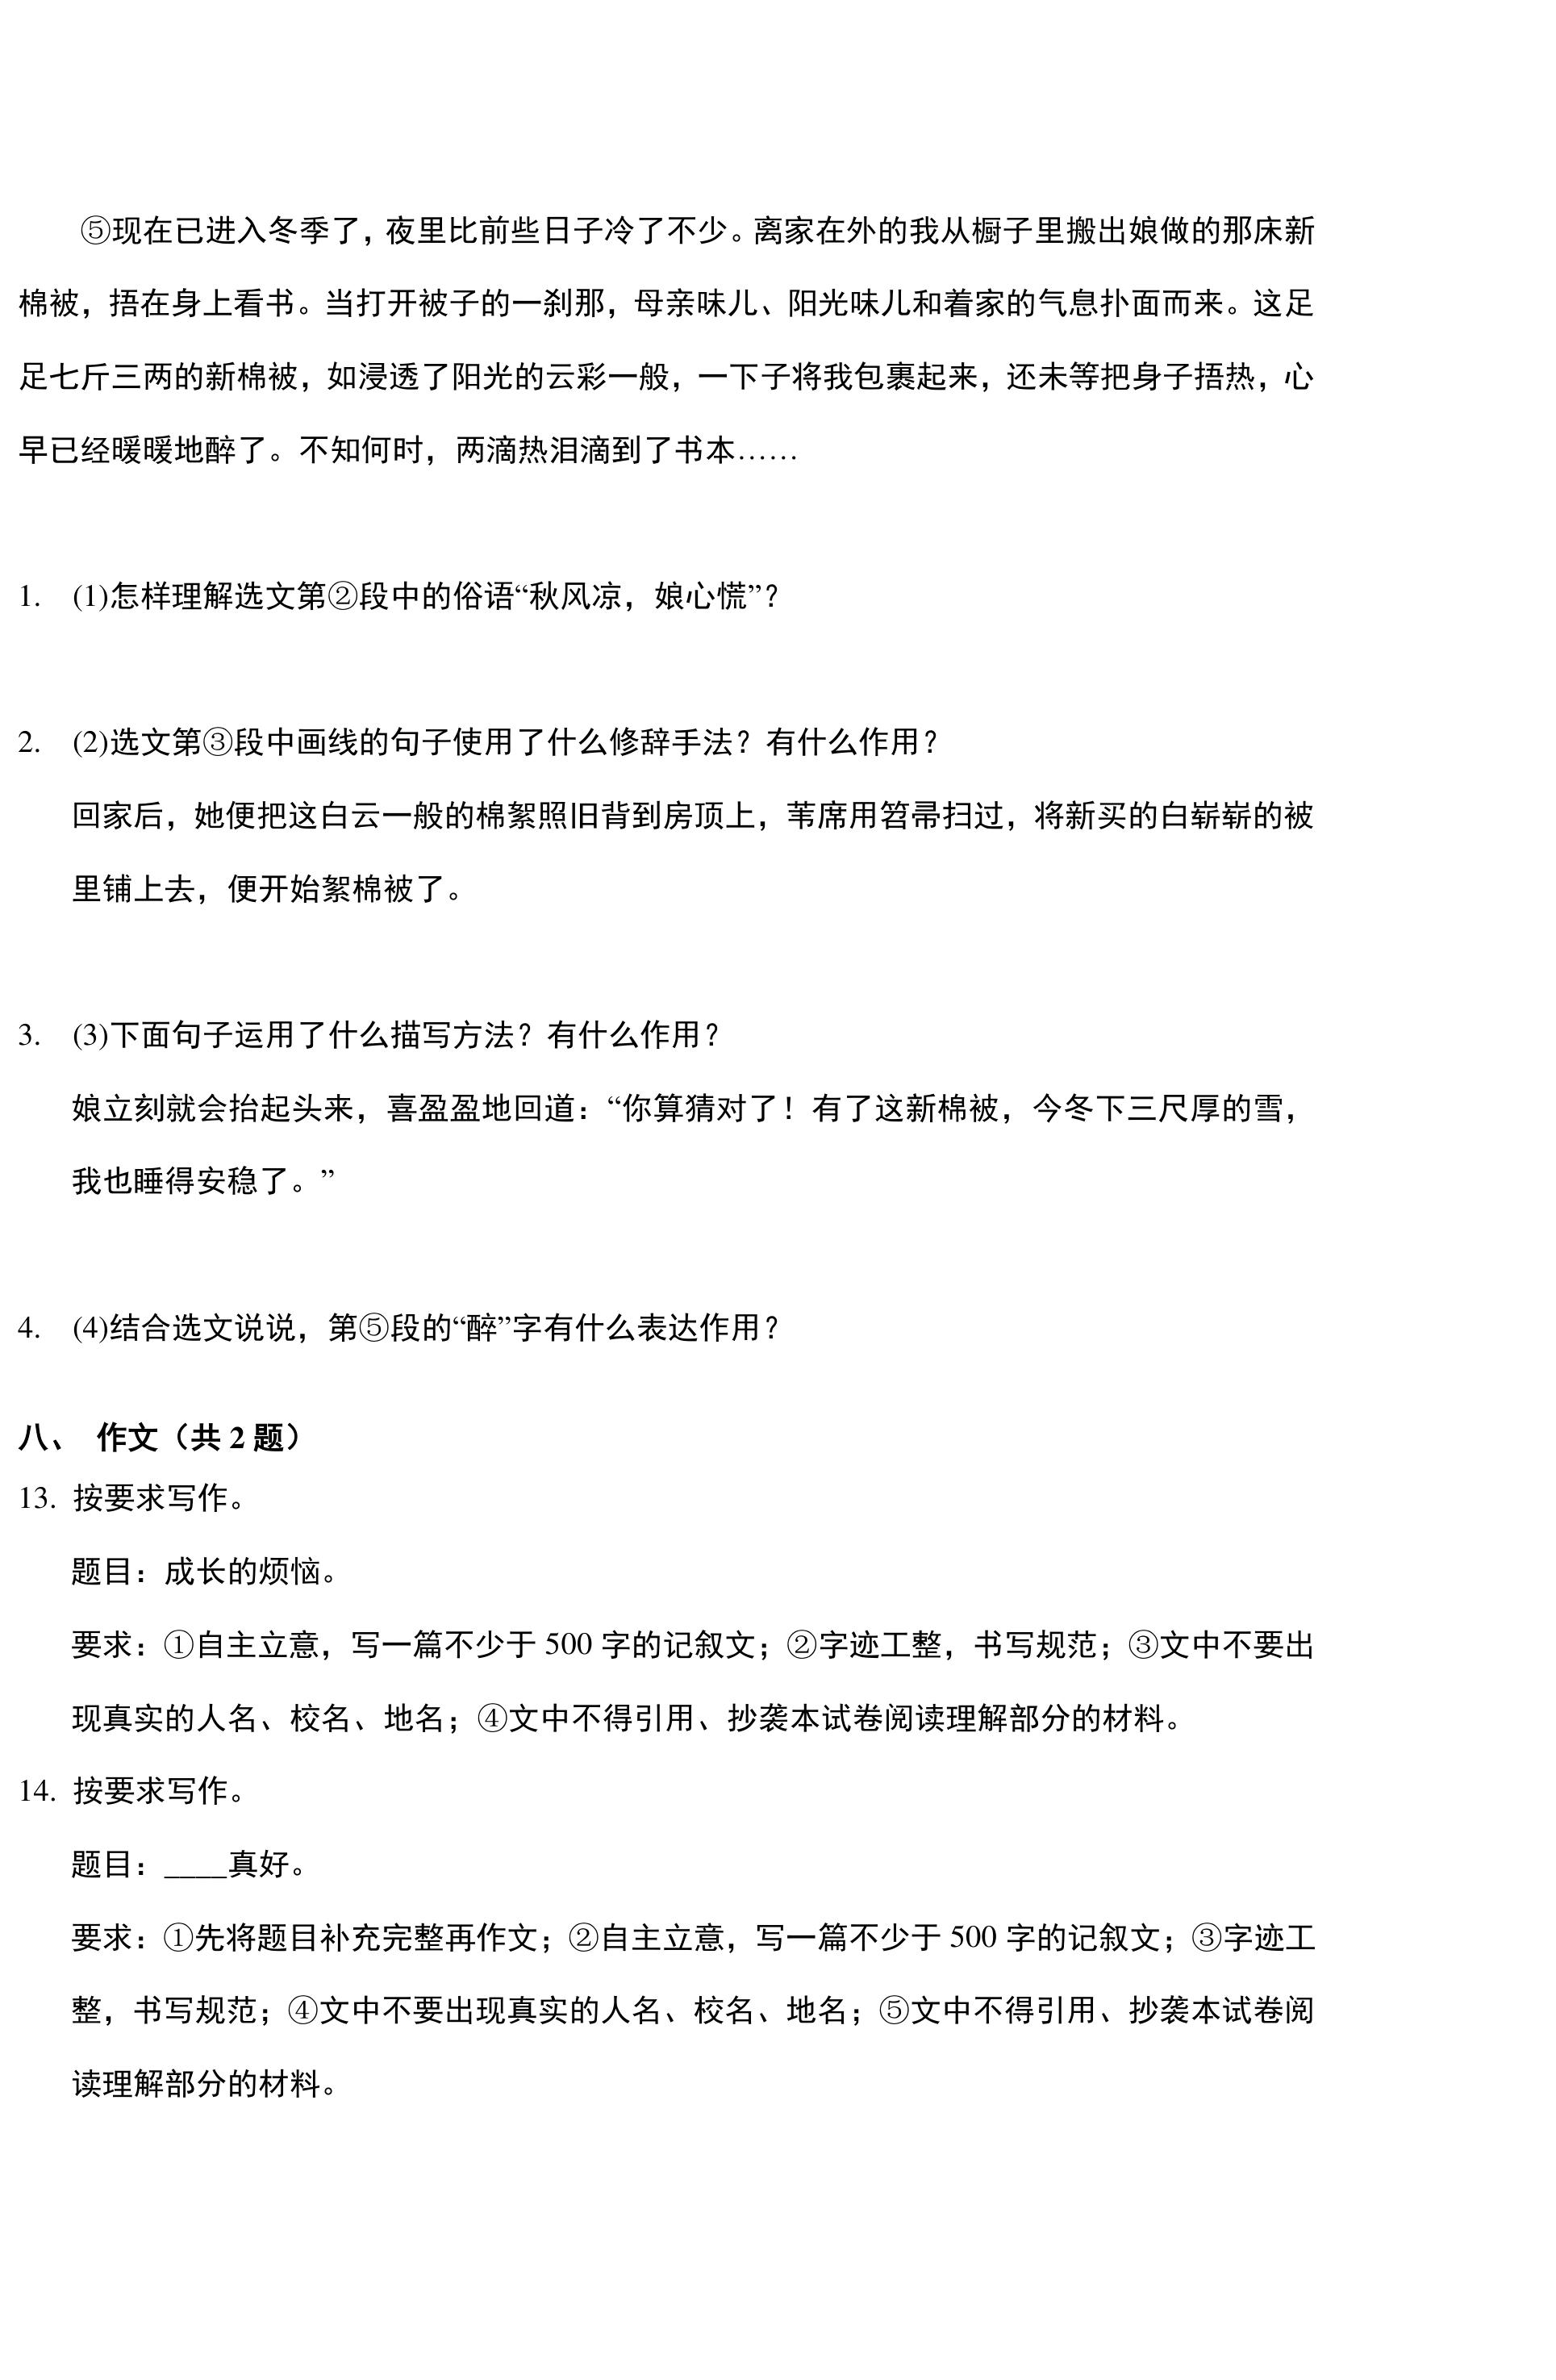 ⑤现在已进入冬季了，夜里比前些日子冷了不少。离家在外的我从橱子里搬出娘做的那床新
棉被，捂在身上看书。当打开被子的一刹那，母亲味儿、阳光味儿和着家的气息扑面而来。这足
足七斤三两的新棉被，如浸透了阳光的云彩一般，一下子将我包裹起来，还未等把身子捂热，心
早已经暖暖地醉了。不知何时，两滴热泪滴到了书本……
1. (1)怎样理解选文第②段中的俗语“秋风凉，娘心慌”？
2. (2)选文第③段中画线的句子使用了什么修辞手法？有什么作用？
回家后，她便把这白云一般的棉絮照旧背到房顶上，苇席用笤帚扫过，将新买的白崭崭的被
里铺上去，便开始絮棉被了。
3. (3)下面句子运用了什么描写方法？有什么作用？
娘立刻就会抬起头来，喜盈盈地回道：“你算猜对了！有了这新棉被，今冬下三尺厚的雪，
我也睡得安稳了。”
4. (4)结合选文说说，第⑤段的“醉”字有什么表达作用？
八、 作文（共 2 题）
13. 按要求写作。
题目：成长的烦恼。
要求：①自主立意，写一篇不少于 500 字的记叙文；②字迹工整，书写规范；③文中不要出
现真实的人名、校名、地名；④文中不得引用、抄袭本试卷阅读理解部分的材料。
14. 按要求写作。
题目：____真好。
要求：①先将题目补充完整再作文；②自主立意，写一篇不少于 500 字的记叙文；③字迹工
整，书写规范；④文中不要出现真实的人名、校名、地名；⑤文中不得引用、抄袭本试卷阅
读理解部分的材料。